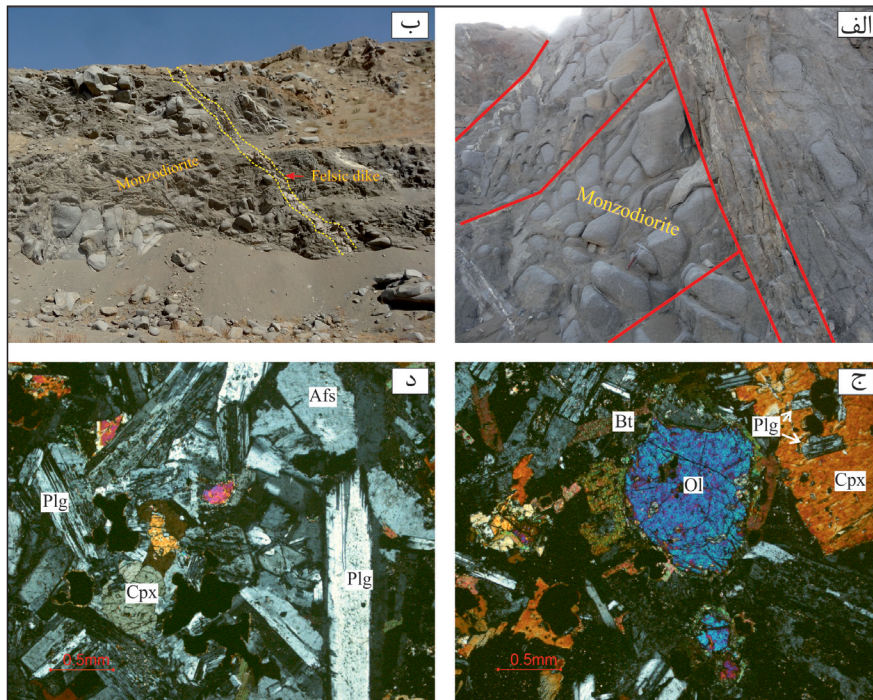 الف
Monzodiorite
ب
Monzodiorite
Felsic dike
ج
Bt
Plg
Ol
Cpx
0.5mm
د
Afs
Plg
Cpx
Plg
0.5mm